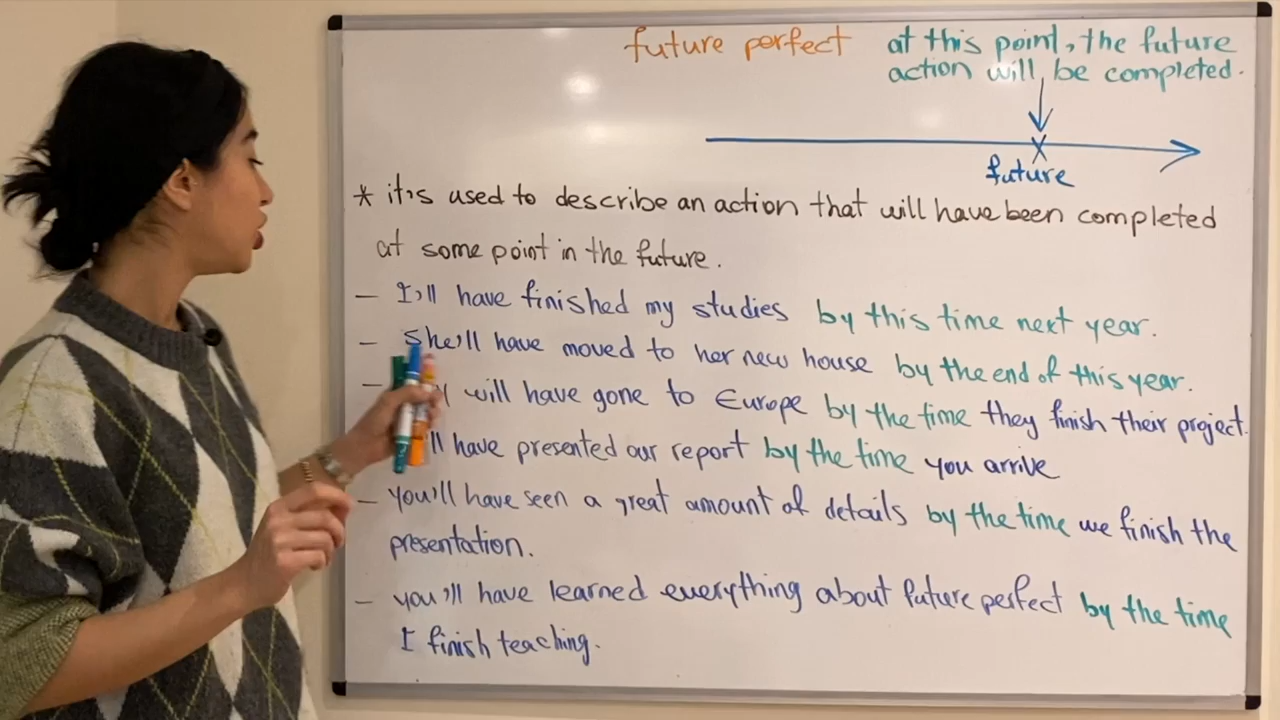 future perfect
at this point, the future
action will be completed.
future
* it's used to describe an action that will have been completed
at some point in the future.
- I'll have finished my studies by this time next year.
- She'll have moved to her new house by the end of this year.
- will have gone to Europe by the time they finish their project.
'll have presented our report by the time you arrive
- you'll have seen a great amount of details by the time we finish the
presentation.
- you'll have learned everything about future perfect by the time
I finish teaching.